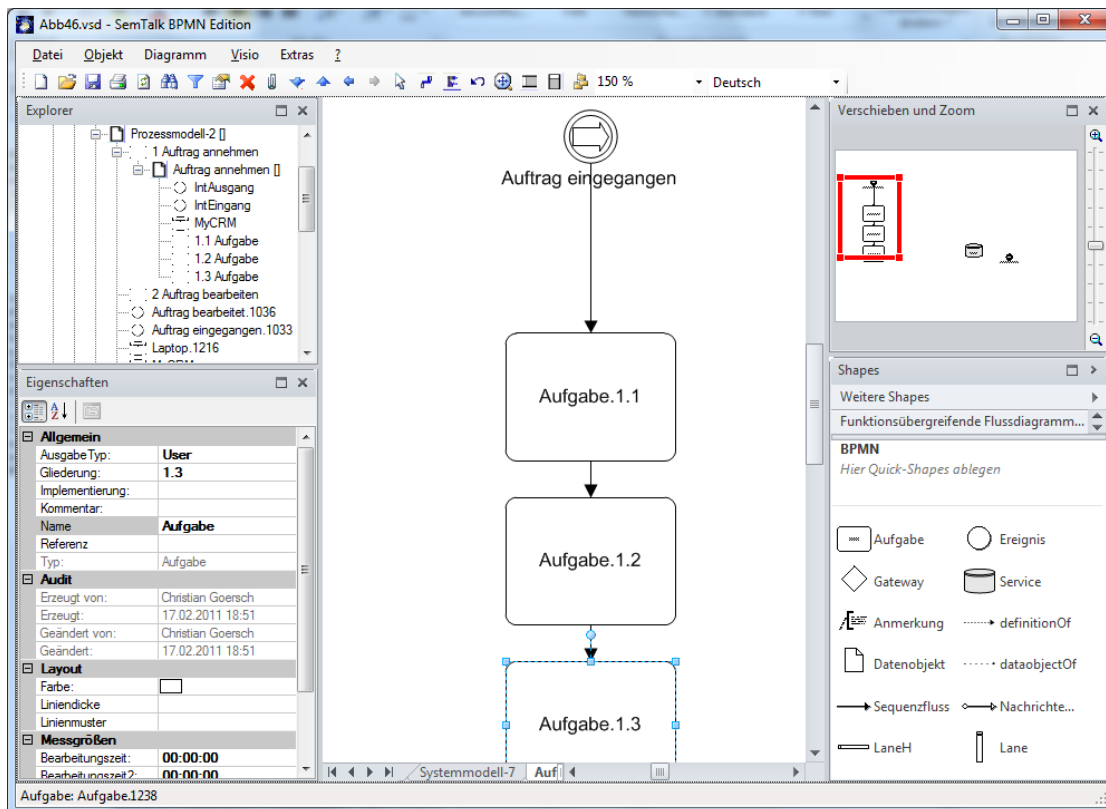 Abb46.vsd - SemTalk BPMN Edition
Datei Objekt Diagramm Visio Extras ?
150 % Deutsch
Explorer
Prozessmodell-2 []
1 Auftrag annehmen
Auftrag annehmen []
IntAusgang
IntEingang
MyCRM
1.1 Aufgabe
1.2 Aufgabe
1.3 Aufgabe
2 Auftrag bearbeiten
Auftrag bearbeitet.1036
Auftrag eingegangen.1033
Laptop.1216
Eigenschaften
Allgemein
AusgabeTyp: User
Gliederung: 1.3
Implementierung:
Kommentar:
Name Aufgabe
Referenz
Typ: Aufgabe
Audit
Erzeugt von: Christian Goersch
Erzeugt: 17.02.2011 18:51
Geändert von: Christian Goersch
Geändert: 17.02.2011 18:51
Layout
Farbe:
Liniendicke
Linienmuster
Messgrößen
Bearbeitungszeit: 00:00:00
Bearbeitungszeit2: 00:00:00
Auftrag eingegangen
Aufgabe.1.1
Aufgabe.1.2
Aufgabe.1.3
Systemmodell-7 Auf
Verschieben und Zoom
Shapes
Weitere Shapes
Funktionsübergreifende Flussdiagramm...
BPMN
Hier Quick-Shapes ablegen
Aufgabe Ereignis
Gateway Service
Anmerkung definitionOf
Datenobjekt dataobjectOf
Sequenzfluss Nachrichte...
LaneH Lane
Aufgabe: Aufgabe.1238